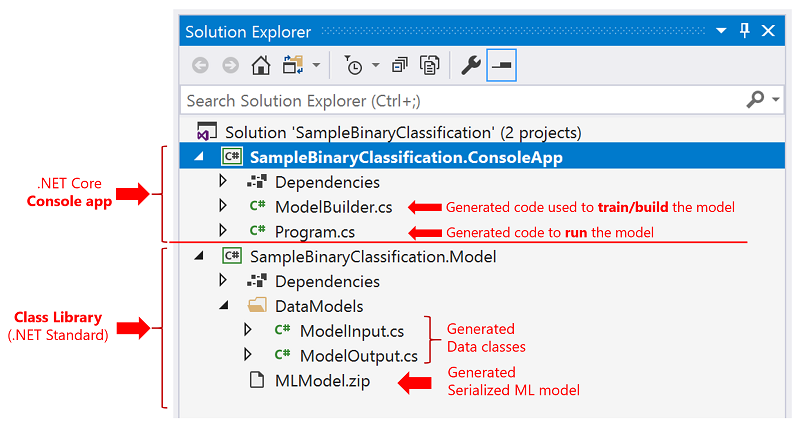 Solution Explorer
Search Solution Explorer (Ctrl+;)
Solution 'SampleBinaryClassification' (2 projects)
C# SampleBinaryClassification.ConsoleApp
Dependencies
.NET Core
Console app
C# ModelBuilder.cs Generated code used to train/build the model
C# Program.cs Generated code to run the model
C# SampleBinaryClassification.Model
Dependencies
DataModels
Class Library
(.NET Standard)
C# ModelInput.cs
C# ModelOutput.cs
Generated
Data classes
MLModel.zip
Generated
Serialized ML model